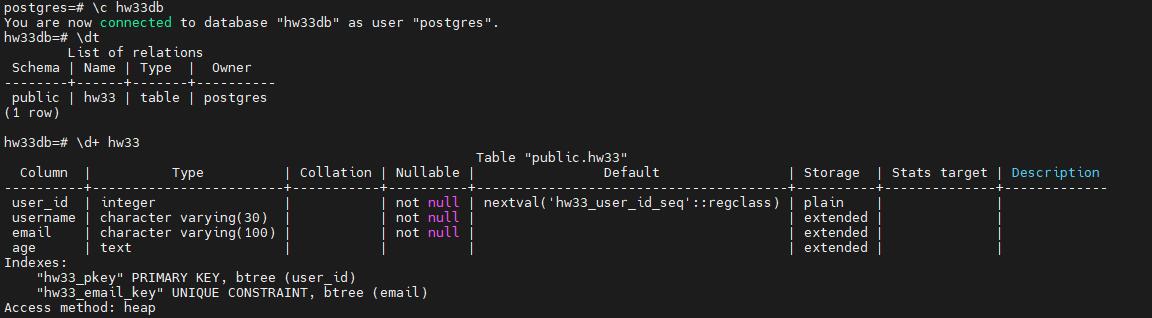 postgres=# \c hw33db
You are now connected to database "hw33db" as user "postgres".
hw33db=# \dt
        List of relations
 Schema | Name | Type  |  Owner
--------+------+-------+----------
 public | hw33 | table | postgres
(1 row)

hw33db=# \d+ hw33
                                                          Table "public.hw33"
  Column  |          Type          | Collation | Nullable |                Default                | Storage  | Stats target | Description
----------+------------------------+-----------+----------+---------------------------------------+----------+--------------+-------------
 user_id  | integer                |           | not null | nextval('hw33_user_id_seq'::regclass) | plain    |              |
 username | character varying(30)  |           | not null |                                       | extended |              |
 email    | character varying(100) |           | not null |                                       | extended |              |
 age      | text                   |           |          |                                       | extended |              |
Indexes:
    "hw33_pkey" PRIMARY KEY, btree (user_id)
    "hw33_email_key" UNIQUE CONSTRAINT, btree (email)
Access method: heap